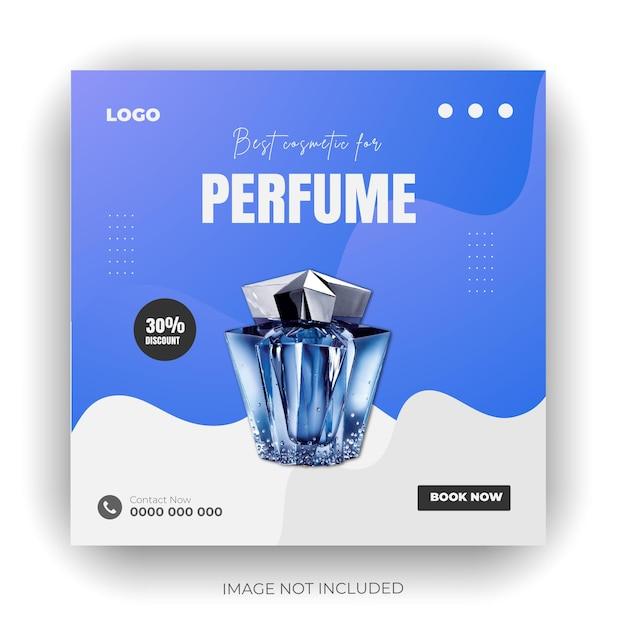 LOGO
Best cosmetic for
PERFUME
30%
DISCOUNT
Contact Now
0000 000 000
BOOK NOW
IMAGE NOT INCLUDED